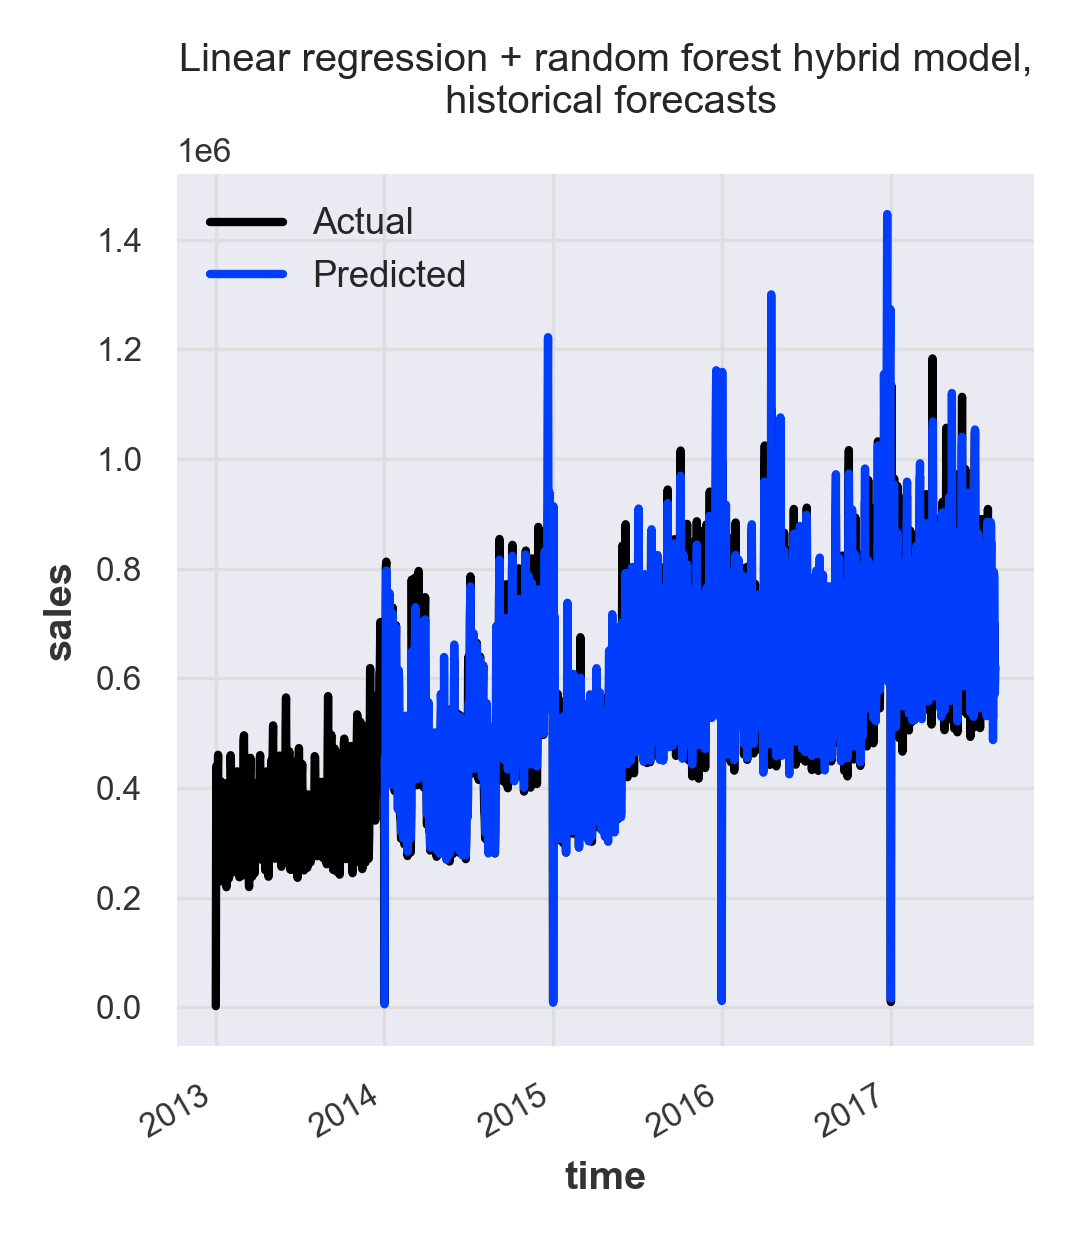 Linear regression + random forest hybrid model,
historical forecasts
1e6
Actual
Predicted
1.4
1.2
1.0
0.8
0.6
0.4
0.2
0.0
sales
2013
2014
2015
2016
2017
time